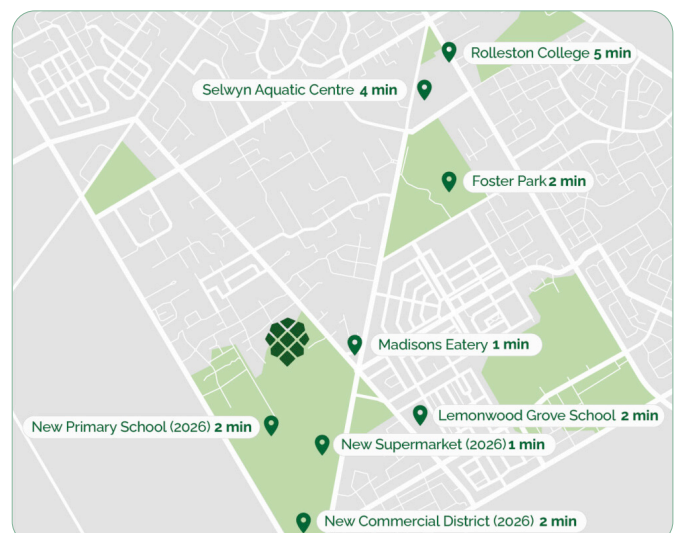 Rolleston College 5 min
Selwyn Aquatic Centre 4 min
Foster Park 2 min
Madisons Eatery 1 min
Lemonwood Grove School 2 min
New Primary School (2026) 2 min
New Supermarket (2026) 1 min
New Commercial District (2026) 2 min